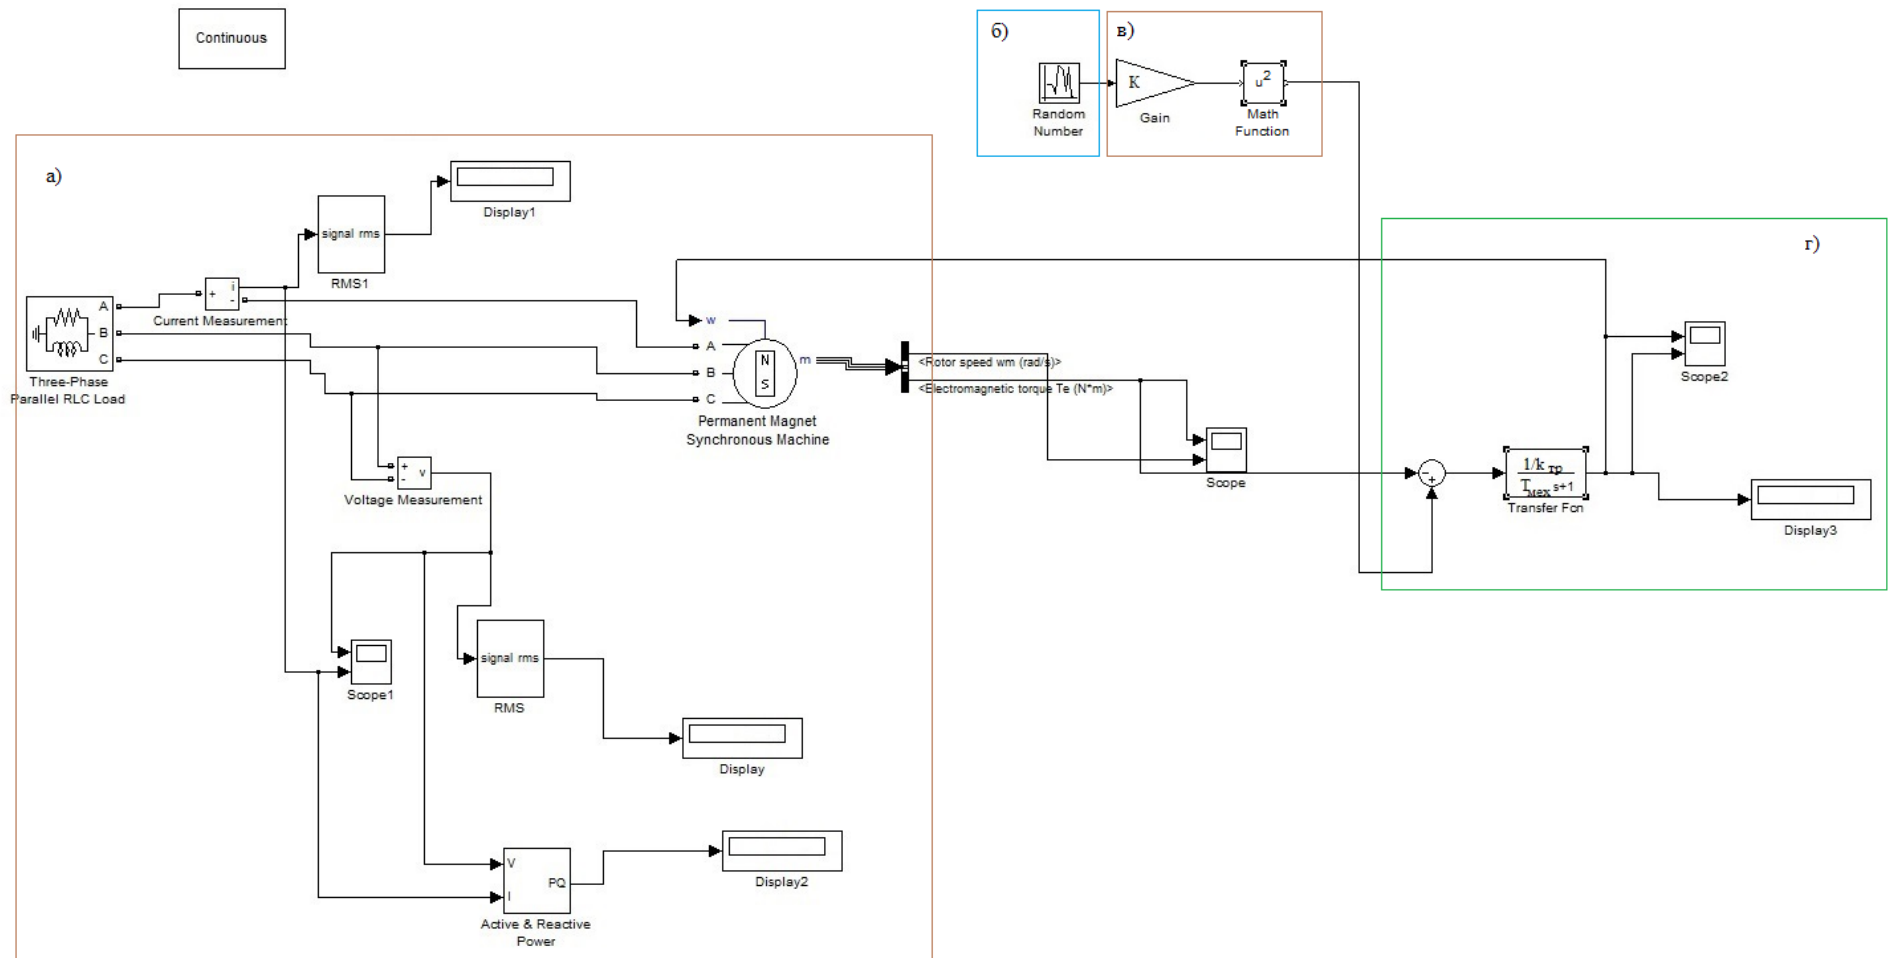 Continuous
б)
в)
K
u²
Random
Number
Gain
Math
Function
а)
Display1
signal rms
RMS1
г)
i
+
-
Current Measurement
A
B
C
Three-Phase
Parallel RLC Load
w
A
B
C
N
S
m
Permanent Magnet
Synchronous Machine
<Rotor speed wm (rad/s)>
<Electromagnetic torque Te (N*m)>
Scope2
Scope
-
+
1/k тр
Tмех s+1
Transfer Fcn
Display3
+
-
v
Voltage Measurement
Scope1
signal rms
RMS
Display
V
I
PQ
Display2
Active & Reactive
Power